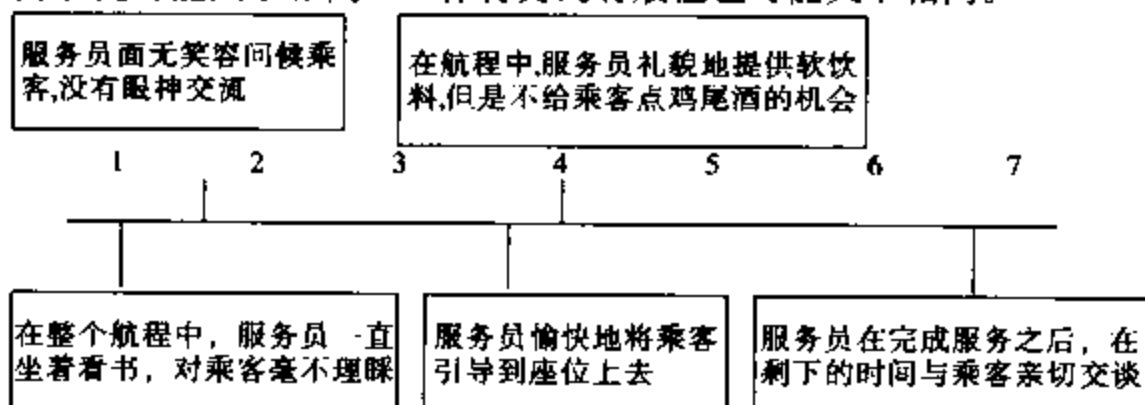 服务员面无笑容问候乘
客,没有眼神交流
在航程中,服务员礼貌地提供软饮
料,但是不给乘客点鸡尾酒的机会
1 2 3 4 5 6 7
在整个航程中，服务员一直
坐着看书，对乘客毫不理睬
服务员愉快地将乘客
引导到座位上去
服务员在完成服务之后，在
剩下的时间与乘客亲切交谈